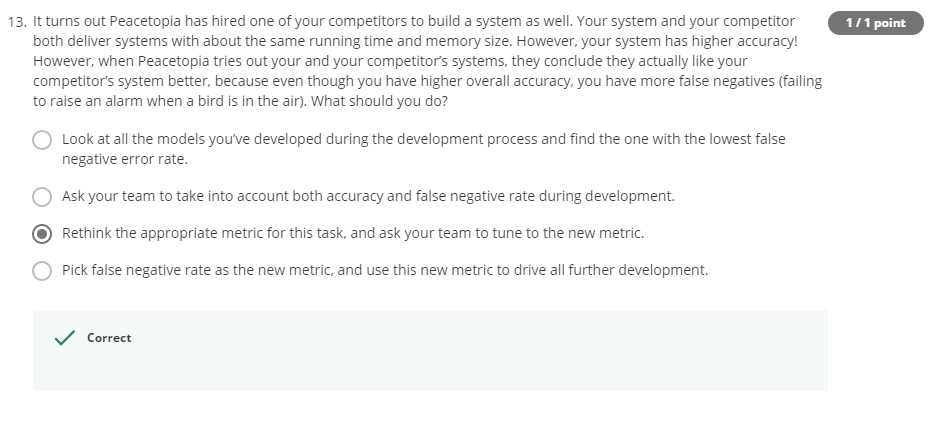 13. It turns out Peacetopia has hired one of your competitors to build a system as well. Your system and your competitor
1 / 1 point
both deliver systems with about the same running time and memory size. However, your system has higher accuracy!
However, when Peacetopia tries out your and your competitor's systems, they conclude they actually like your
competitor's system better, because even though you have higher overall accuracy, you have more false negatives (failing
to raise an alarm when a bird is in the air). What should you do?
Look at all the models you've developed during the development process and find the one with the lowest false
negative error rate.
Ask your team to take into account both accuracy and false negative rate during development.
Rethink the appropriate metric for this task, and ask your team to tune to the new metric.
Pick false negative rate as the new metric, and use this new metric to drive all further development.
Correct